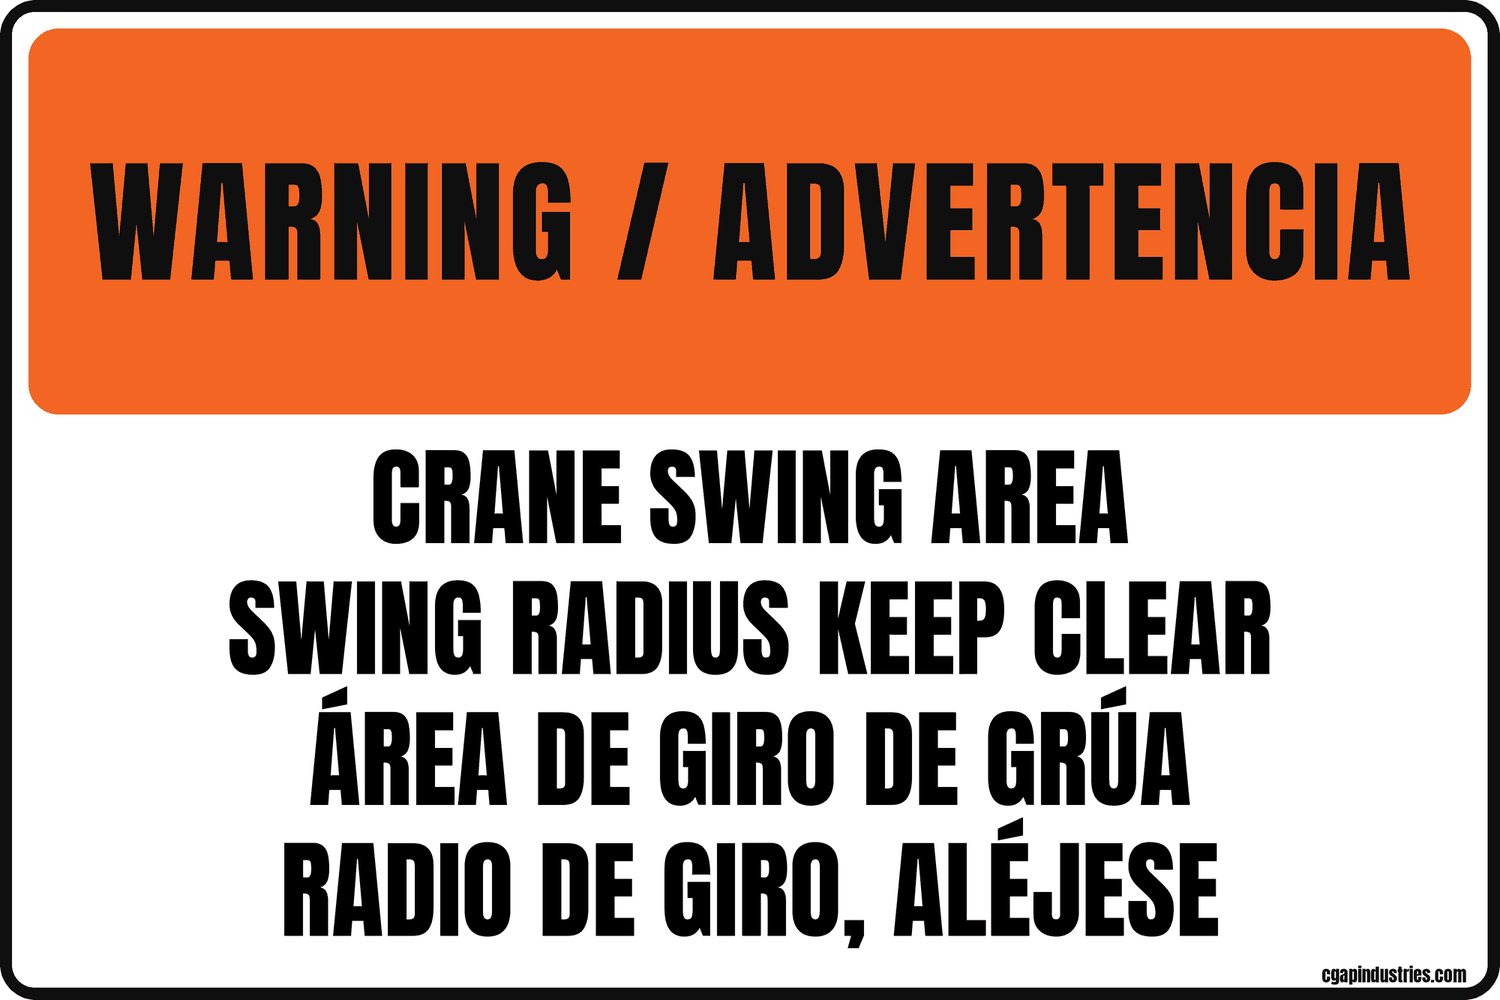 WARNING / ADVERTENCIA
CRANE SWING AREA
SWING RADIUS KEEP CLEAR
ÁREA DE GIRO DE GRÚA
RADIO DE GIRO, ALÉJESE
cgapindustries.com